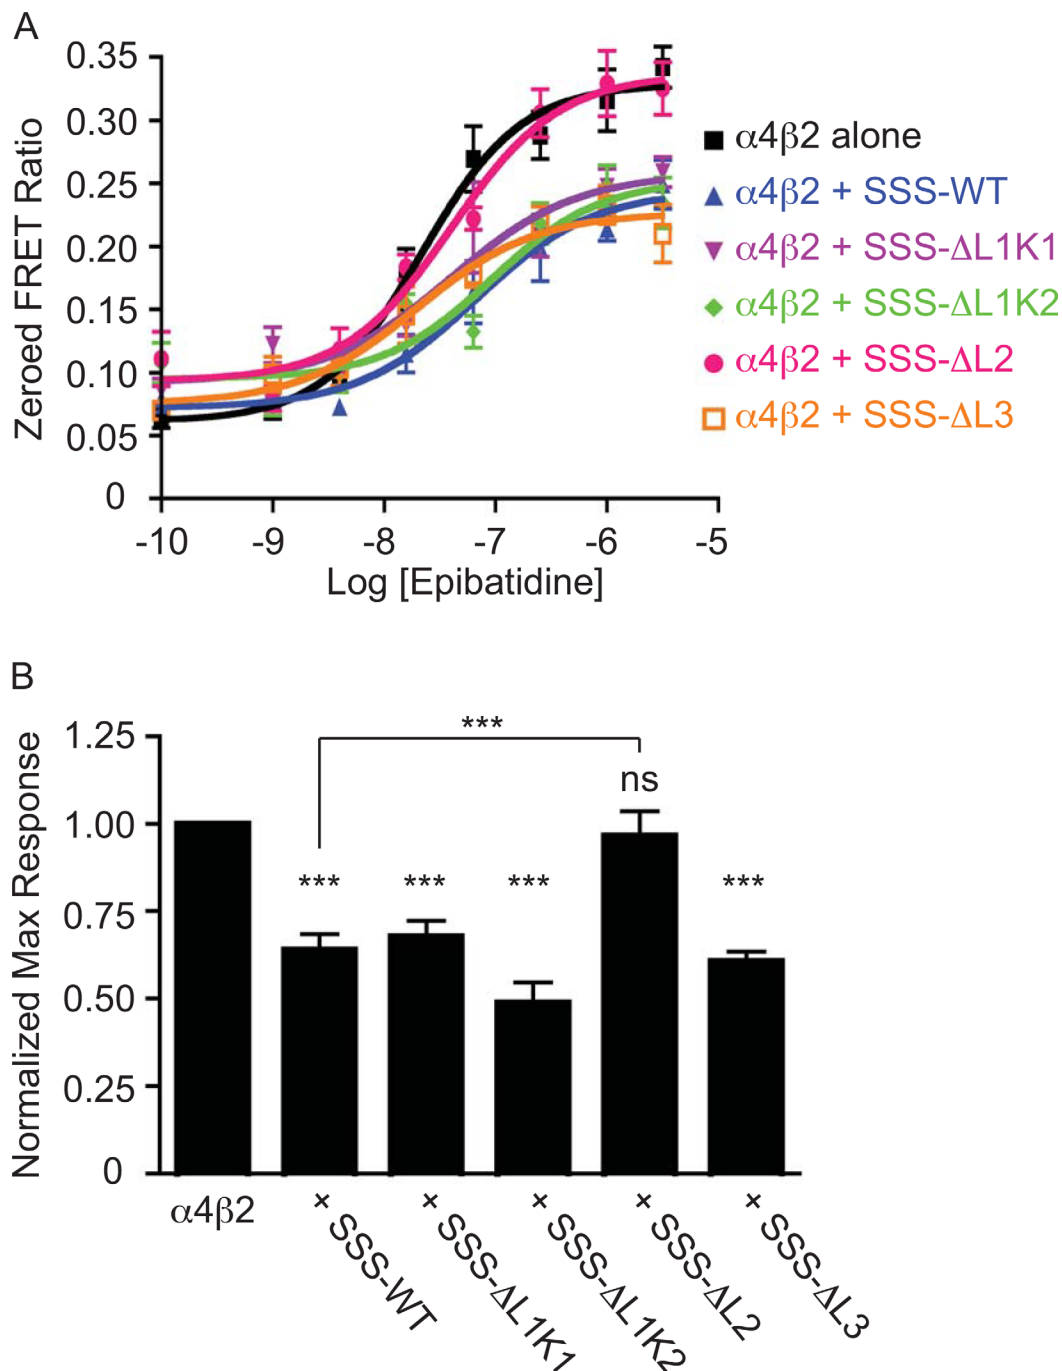 A
0.35
0.30
0.25
0.20
0.15
0.10
0.05
0
Zeroed FRET Ratio
-10 -9 -8 -7 -6 -5
Log [Epibatidine]
α4β2 alone
α4β2 + SSS-WT
α4β2 + SSS-ΔL1K1
α4β2 + SSS-ΔL1K2
α4β2 + SSS-ΔL2
α4β2 + SSS-ΔL3
B
1.25
1.00
0.75
0.50
0.25
0
Normalized Max Response
***
ns
*** *** *** ***
α4β2
+ SSS-WT
+ SSS-ΔL1K1
+ SSS-ΔL1K2
+ SSS-ΔL2
+ SSS-ΔL3